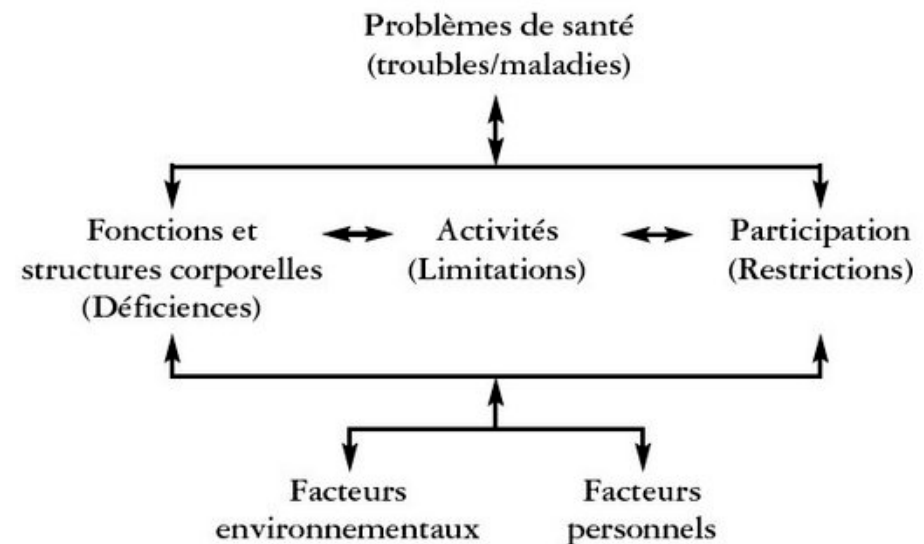 Problèmes de santé
(troubles/maladies)
Fonctions et
structures corporelles
(Déficiences)
Activités
(Limitations)
Participation
(Restrictions)
Facteurs
environnementaux
Facteurs
personnels